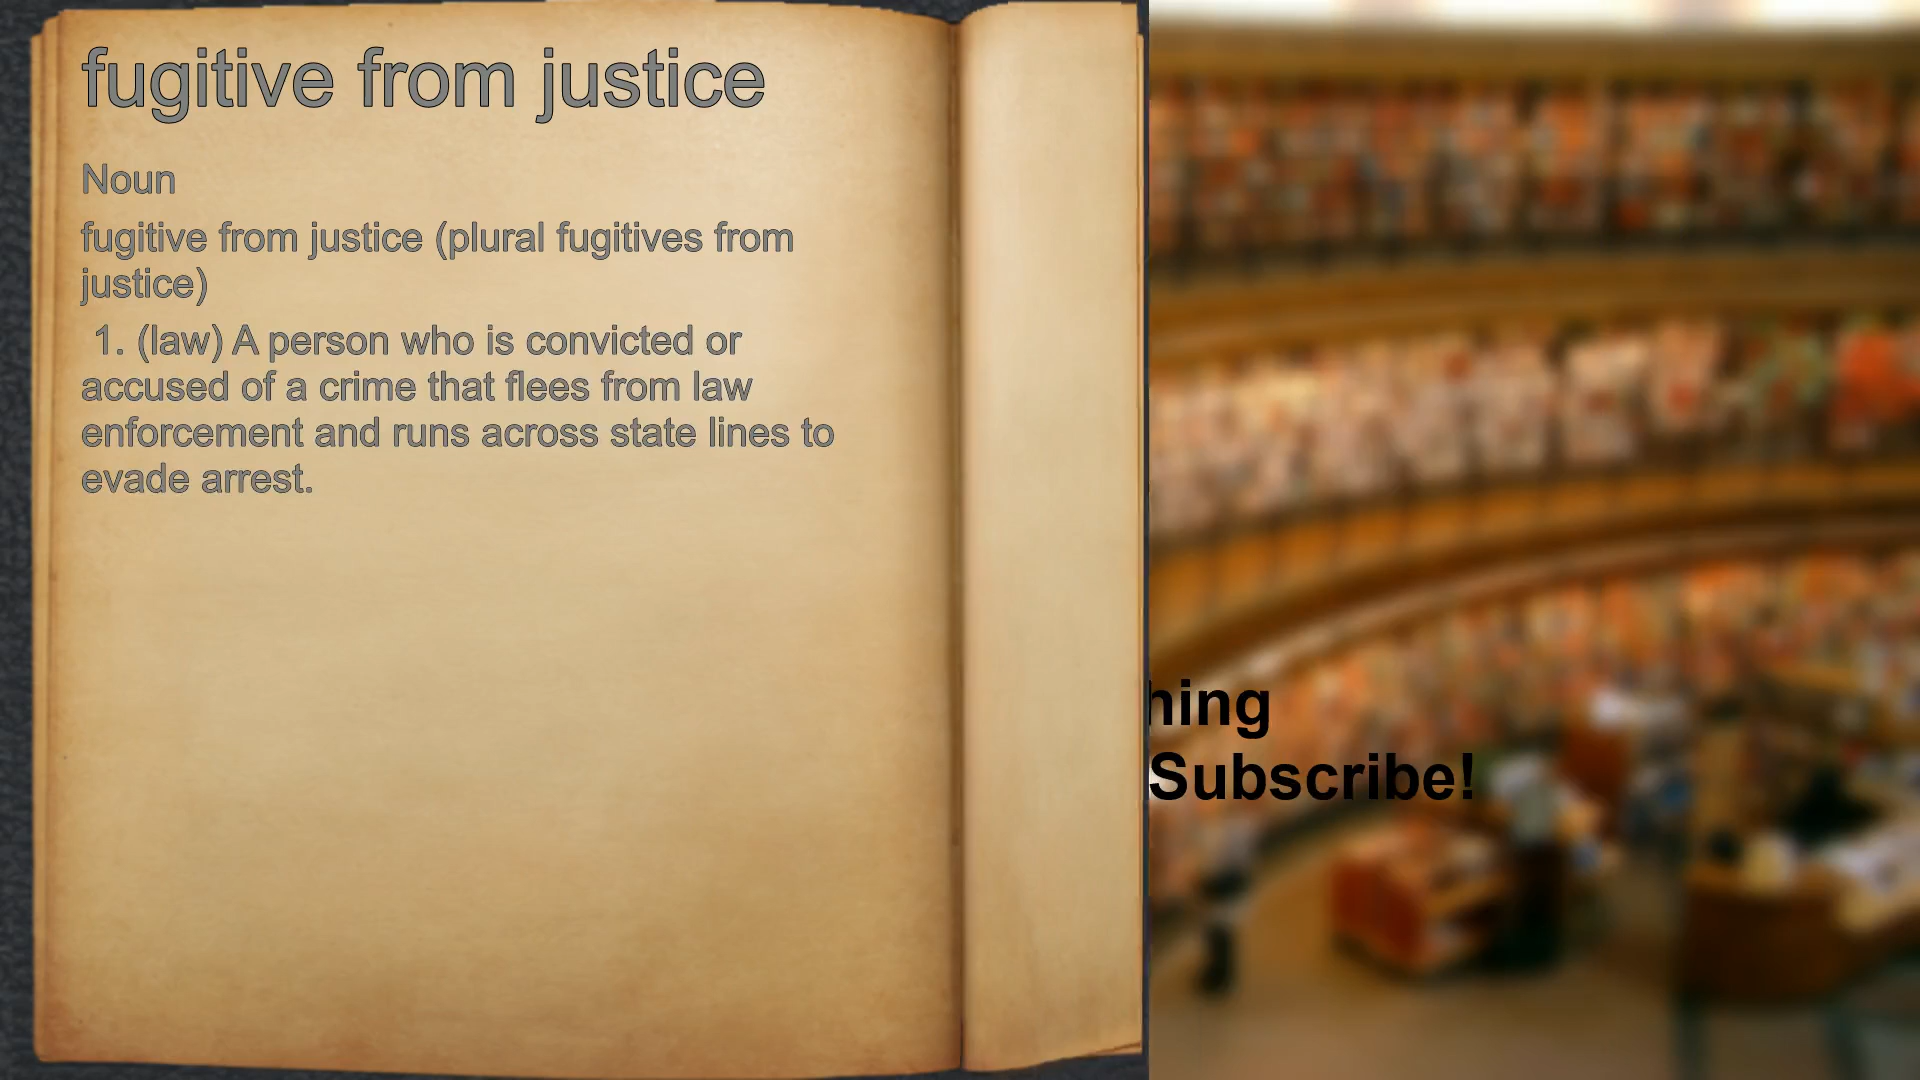 fugitive from justice
Noun
fugitive from justice (plural fugitives from
justice)
1. (law) A person who is convicted or
accused of a crime that flees from law
enforcement and runs across state lines to
evade arrest.
hing
Subscribe!